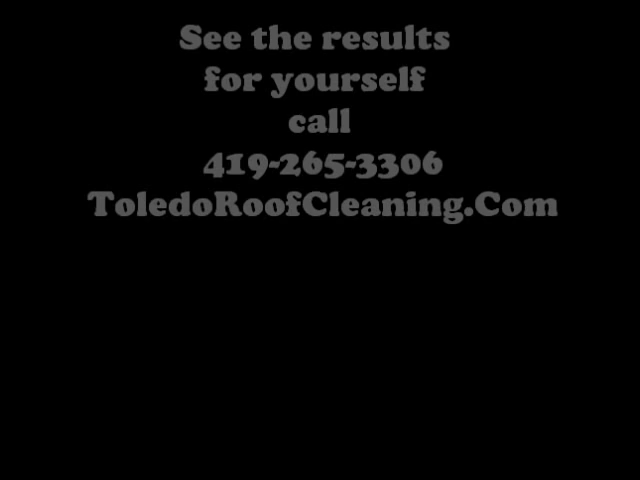 See the results
for yourself
call
419-265-3306
ToledoRoofCleaning.Com